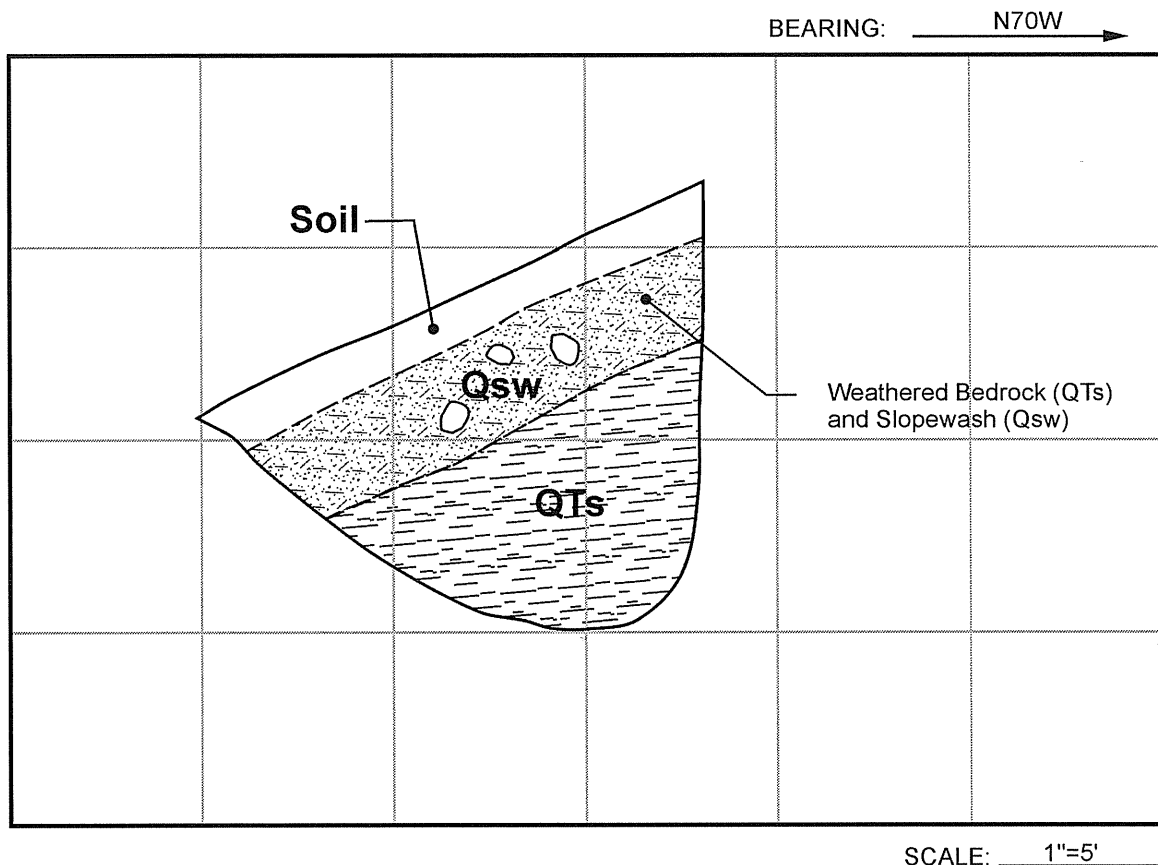 BEARING: N70W
Soil
Qsw
Weathered Bedrock (QTs)
and Slopewash (Qsw)
QTs
SCALE: 1"=5'